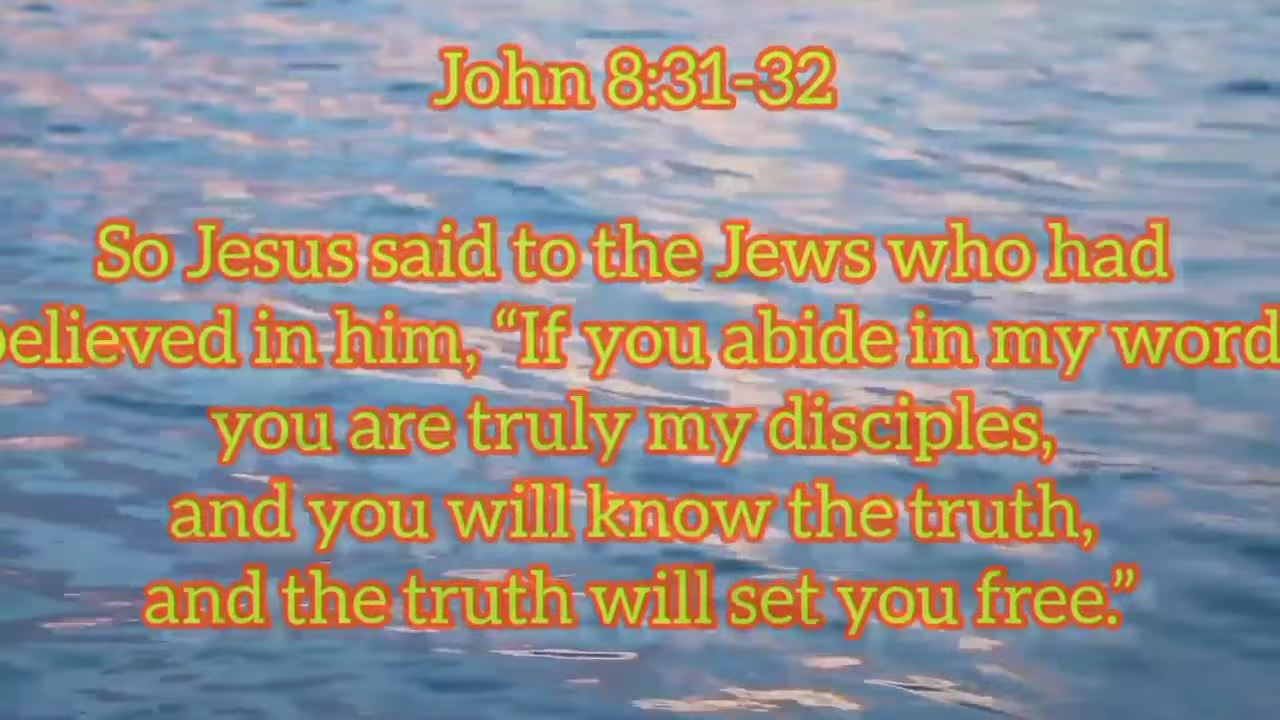 John 8:31-32
So Jesus said to the Jews who had
believed in him, “If you abide in my word
you are truly my disciples,
and you will know the truth,
and the truth will set you free.”